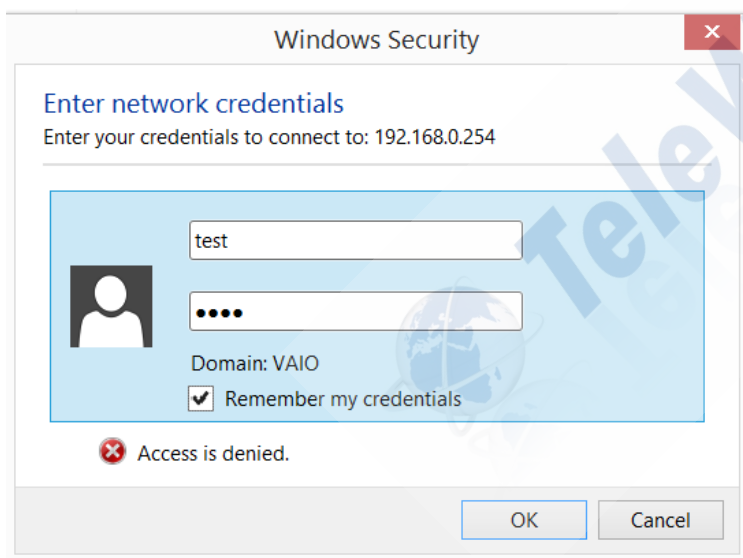 Windows Security
Enter network credentials
Enter your credentials to connect to: 192.168.0.254
test
••••
Domain: VAIO
Remember my credentials
Access is denied.
OK
Cancel